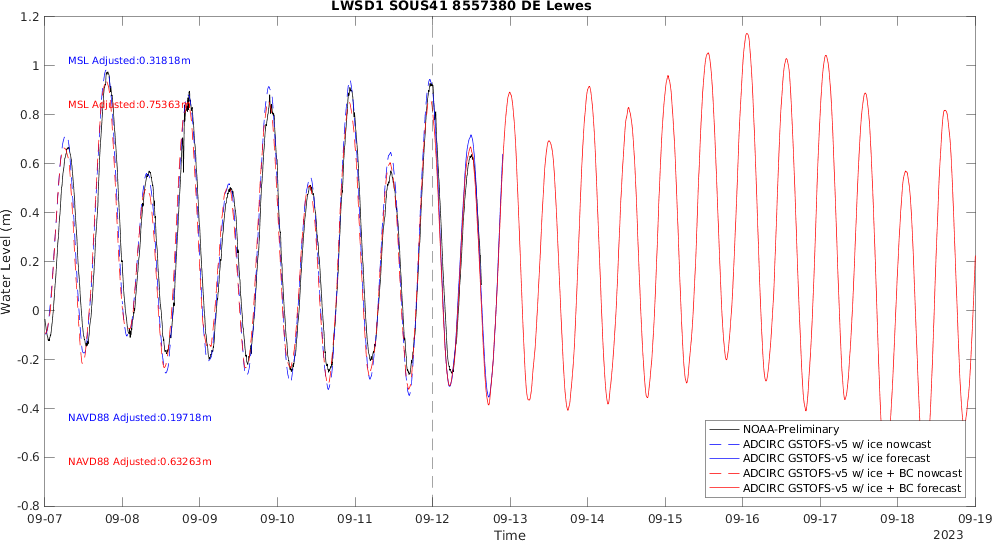 LWSD1 SOUS41 8557380 DE Lewes
1.2
1
0.8
0.6
0.4
0.2
0
-0.2
-0.4
-0.6
-0.8
Water Level (m)
MSL Adjusted:0.31818m
MSL Adjusted:0.75363m
NAVD88 Adjusted:0.19718m
NAVD88 Adjusted:0.63263m
NOAA-Preliminary
ADCIRC GSTOFS-v5 w/ ice nowcast
ADCIRC GSTOFS-v5 w/ ice forecast
ADCIRC GSTOFS-v5 w/ ice + BC nowcast
ADCIRC GSTOFS-v5 w/ ice + BC forecast
09-07 09-08 09-09 09-10 09-11 09-12 09-13 09-14 09-15 09-16 09-17 09-18 09-19
Time
2023